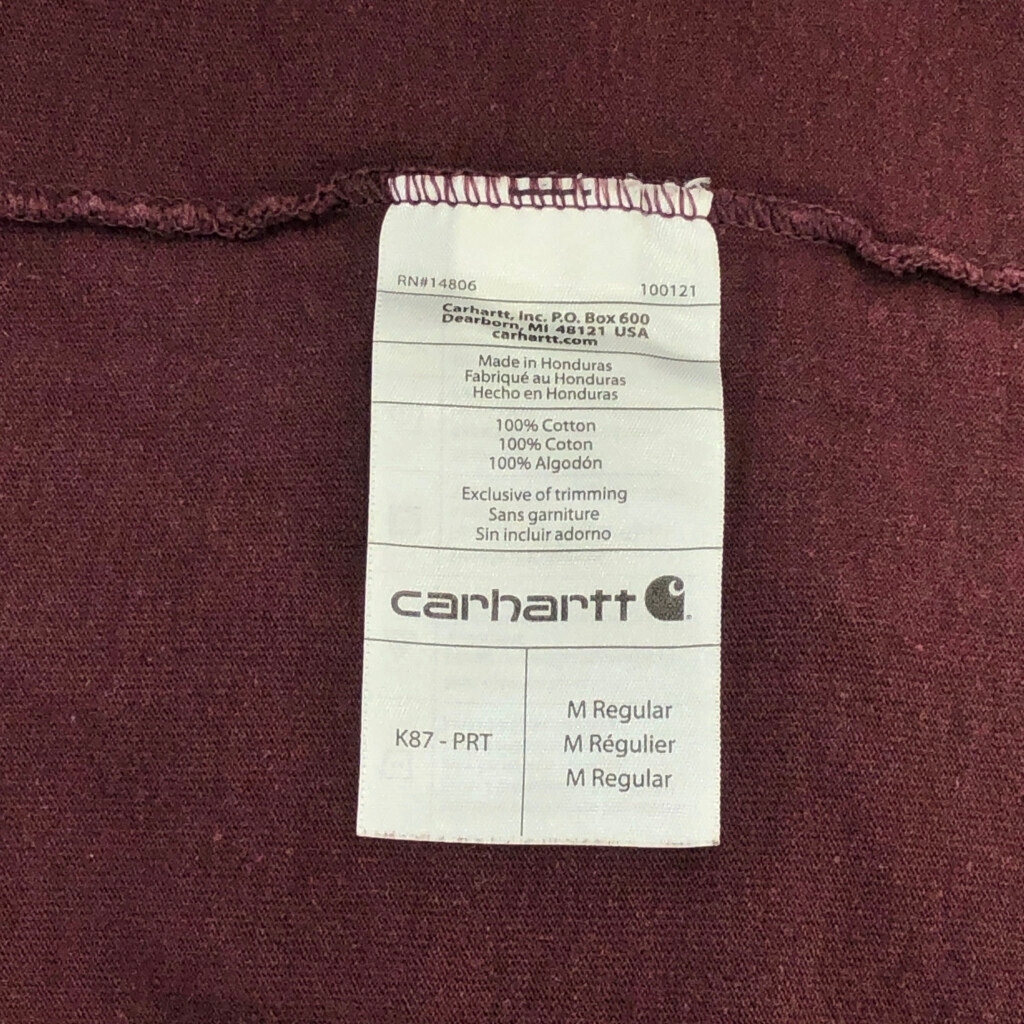 RN#14806 100121
Carhartt, Inc. P.O. Box 600
Dearborn, MI 48121 USA
carhartt.com
Made in Honduras
Fabriqué au Honduras
Hecho en Honduras
100% Cotton
100% Coton
100% Algodón
Exclusive of trimming
Sans garniture
Sin incluir adorno
carhartt
K87 - PRT
M Regular
M Régulier
M Regular